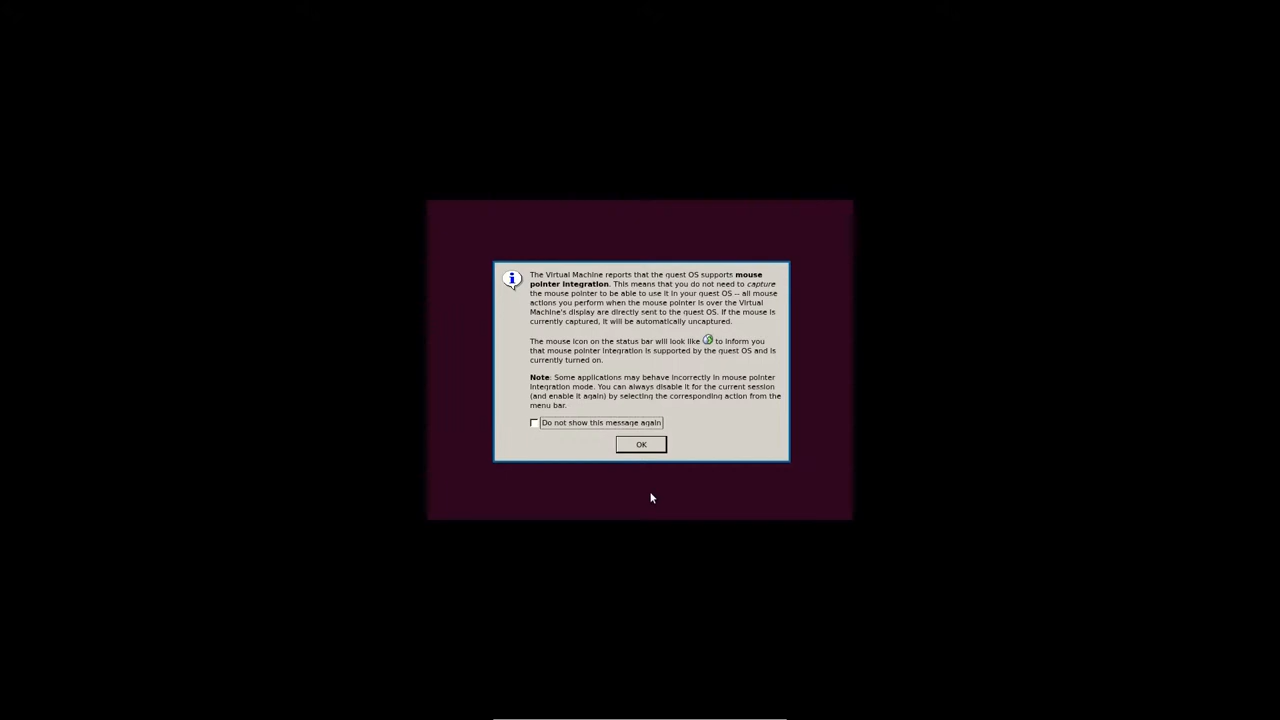 The Virtual Machine reports that the guest OS supports mouse
pointer integration. This means that you do not need to capture
the mouse pointer to be able to use it in your guest OS -- all mouse
actions you perform when the mouse pointer is over the Virtual
Machine's display are directly sent to the guest OS. If the mouse is
currently captured, it will be automatically uncaptured.
The mouse icon on the status bar will look like to inform you
that mouse pointer integration is supported by the guest OS and is
currently turned on.
Note: Some applications may behave incorrectly in mouse pointer
integration mode. You can always disable it for the current session
(and enable it again) by selecting the corresponding action from the
menu bar.
Do not show this message again
OK